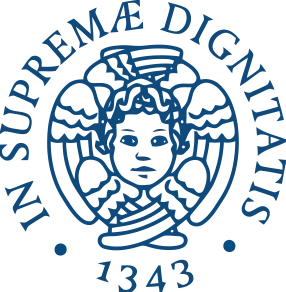 IN SUPREMÆ DIGNITATIS
1343